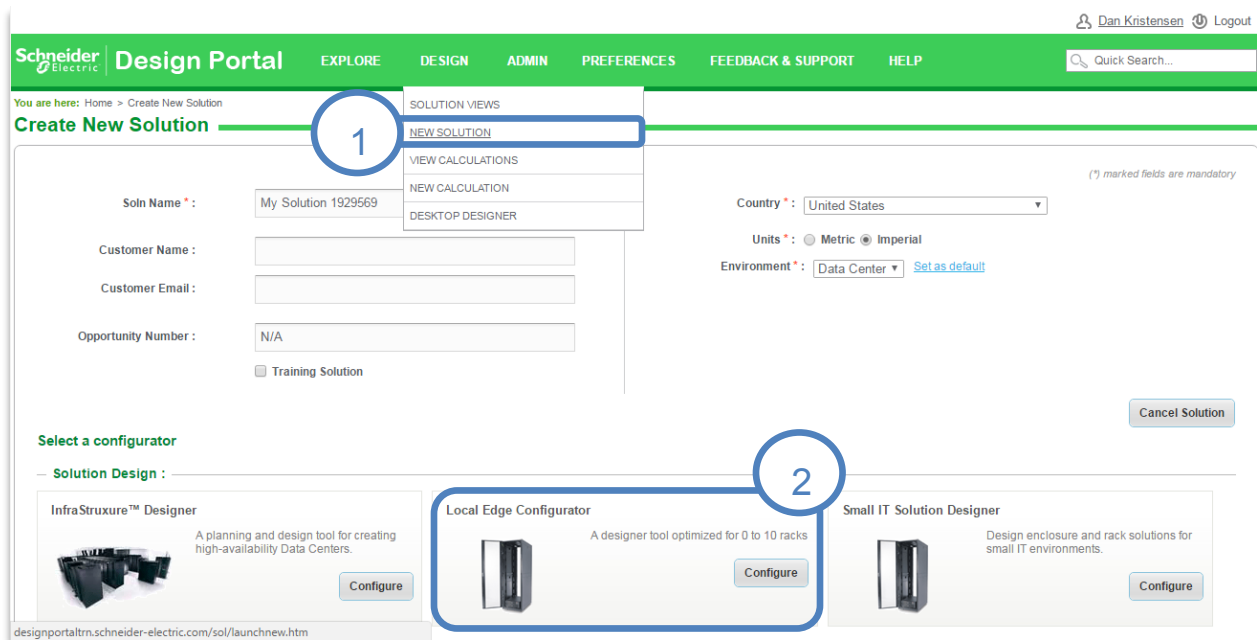 Dan Kristensen Logout
Schneider Electric Design Portal EXPLORE DESIGN ADMIN PREFERENCES FEEDBACK & SUPPORT HELP Quick Search...
You are here: Home > Create New Solution
Create New Solution
SOLUTION VIEWS
1
NEW SOLUTION
VIEW CALCULATIONS
NEW CALCULATION
DESKTOP DESIGNER
(*) marked fields are mandatory
Soln Name * : My Solution 1929569
Customer Name :
Customer Email :
Opportunity Number : N/A
Training Solution
Country * : United States
Units * : Metric Imperial
Environment * : Data Center Set as default
Cancel Solution
Select a configurator
Solution Design :
2
InfraStruxure™ Designer
A planning and design tool for creating
high-availability Data Centers.
Configure
Local Edge Configurator
A designer tool optimized for 0 to 10 racks
Configure
Small IT Solution Designer
Design enclosure and rack solutions for
small IT environments.
Configure
designportaltrn.schneider-electric.com/sol/launchnew.htm